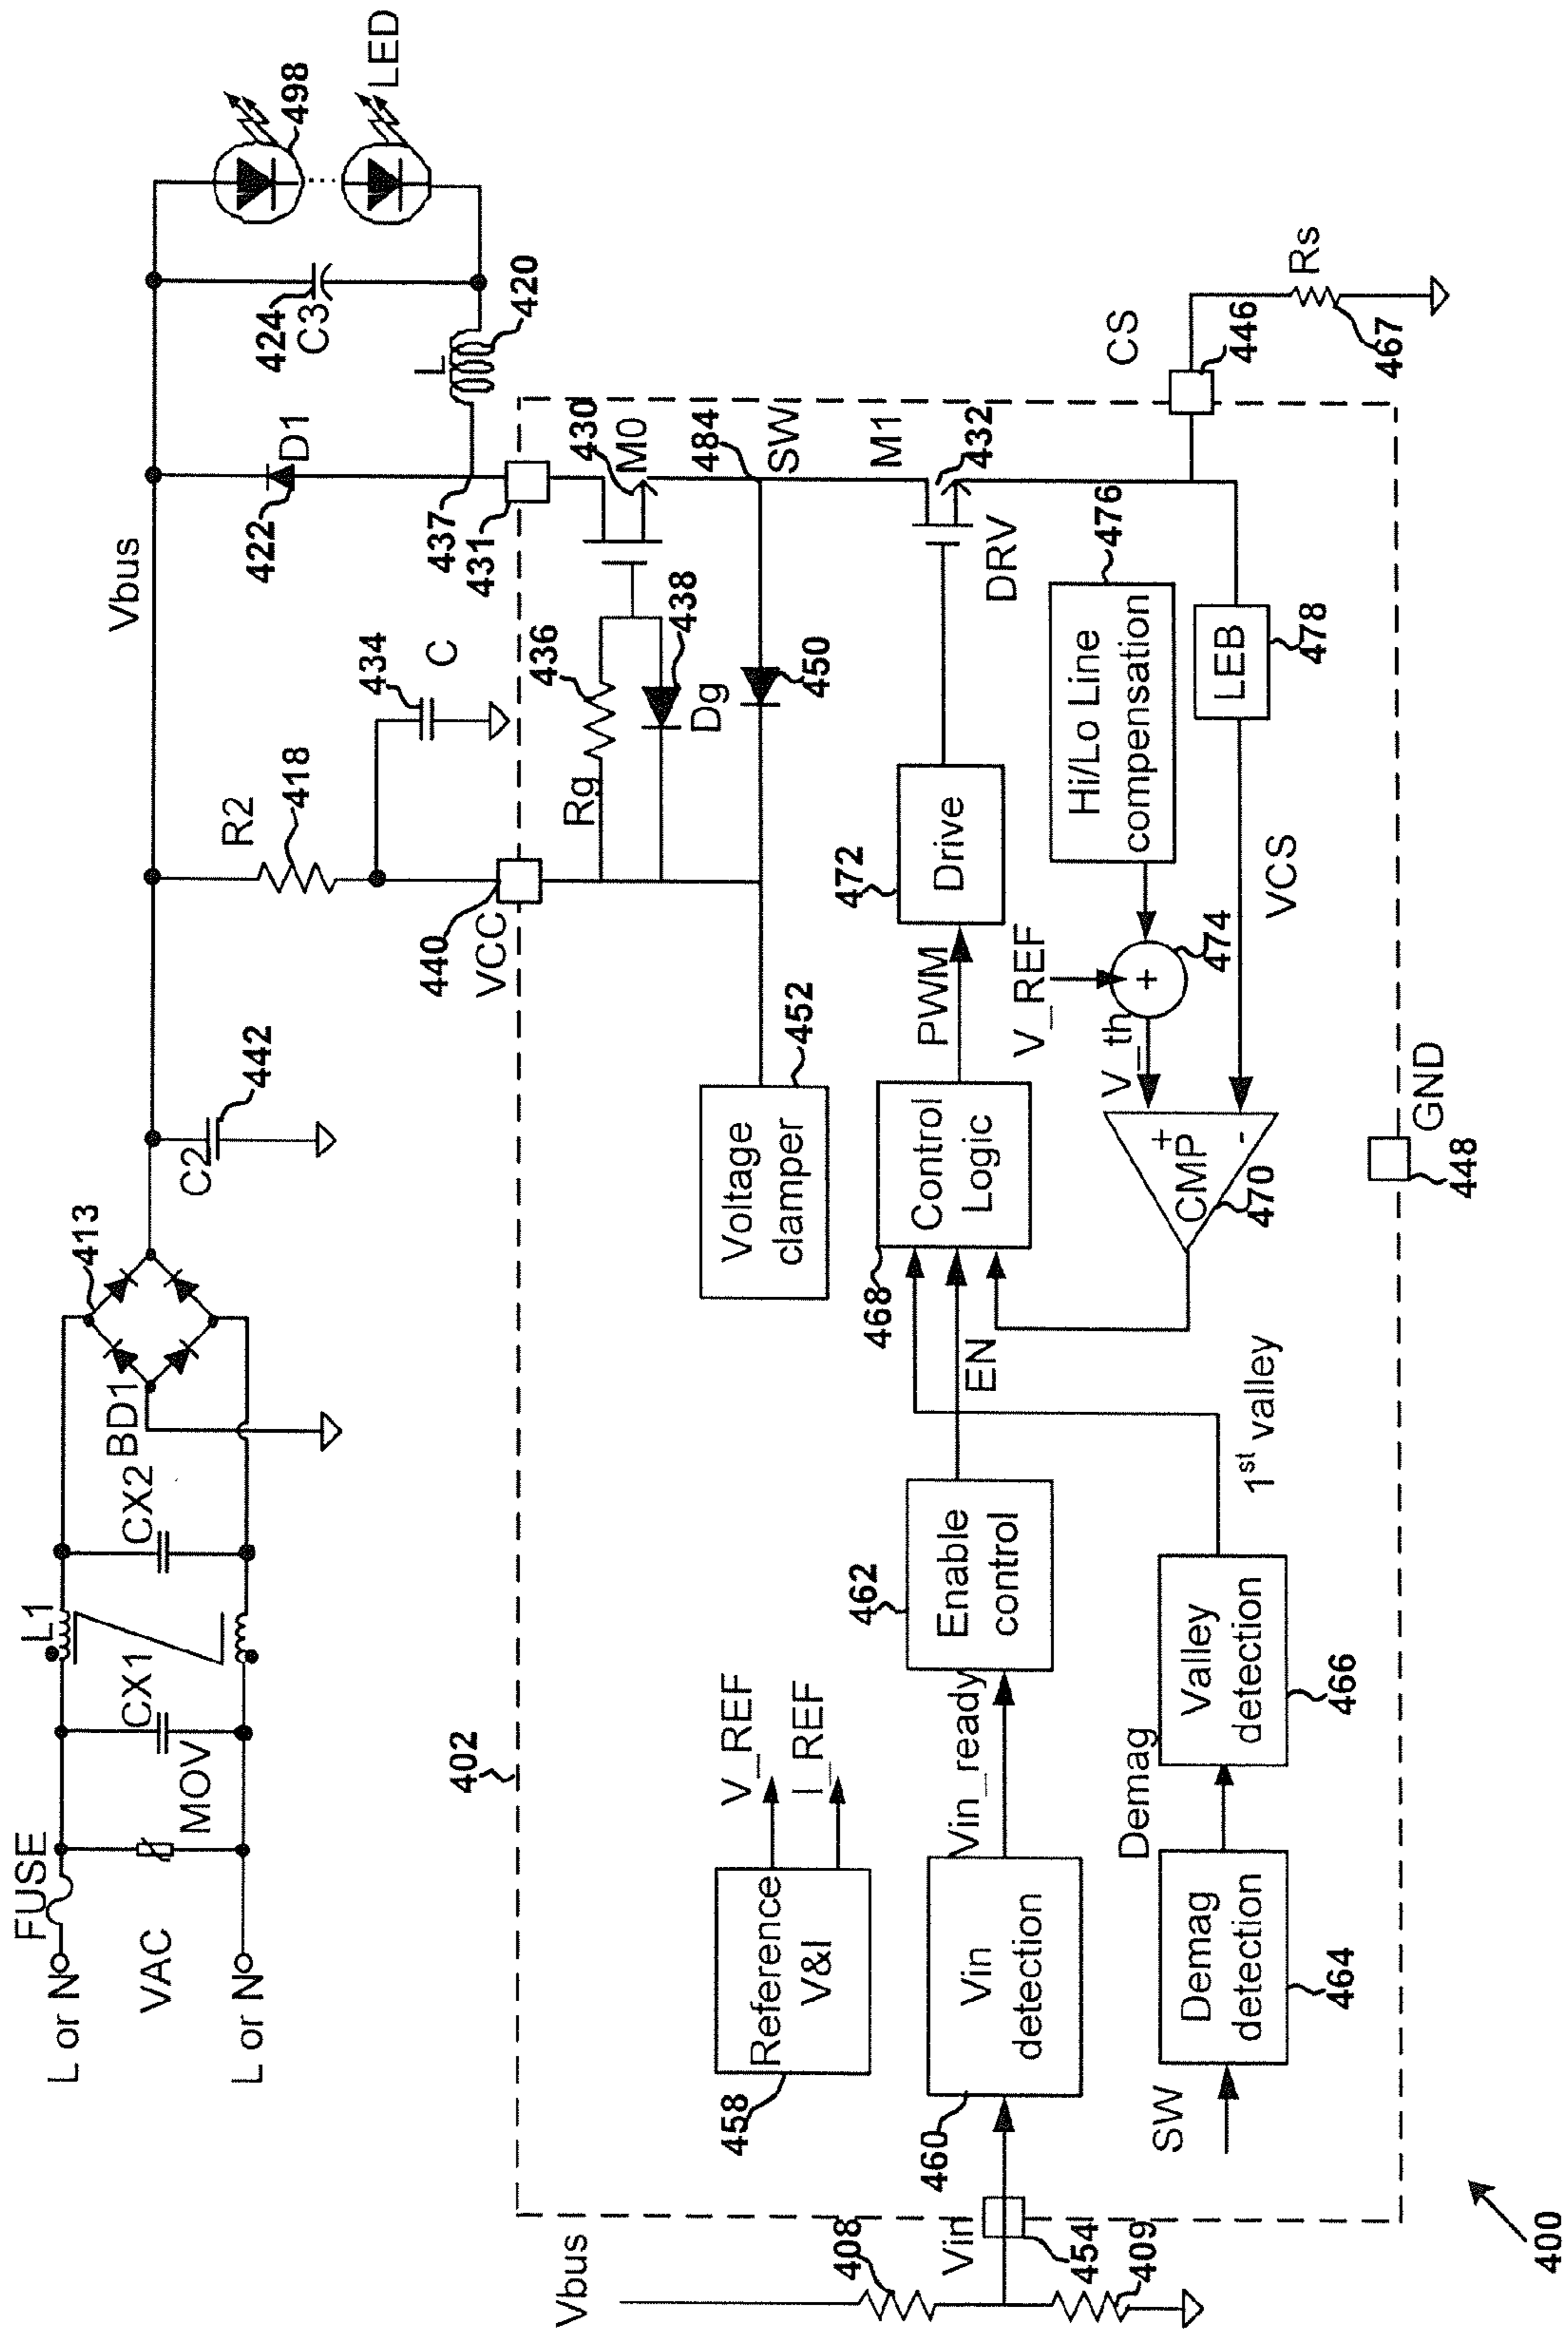 FUSE
L or N
VAC
L or N
MOV
CX1
L1
CX2
BD1
413
C2
442
R2
418
434
C
Vbus
422
D1
424
C3
L
420
498
LED
437
431
440
VCC
402
Rg
436
438
Dg
430
M0
484
SW
450
Voltage
clamper
452
M1
432
DRV
CS
446
Rs
467
V_REF
I_REF
Reference
V&I
458
Vbus
408
Vin
454
409
460
Vin
detection
Vin_ready
462
Enable
control
EN
468
Control
Logic
PWM
472
Drive
V_REF
V_th
+
474
Hi/Lo Line
compensation
476
LEB
478
VCS
+
CMP
-
470
SW
Demag
detection
464
Demag
Valley
detection
466
1st valley
448
GND
400